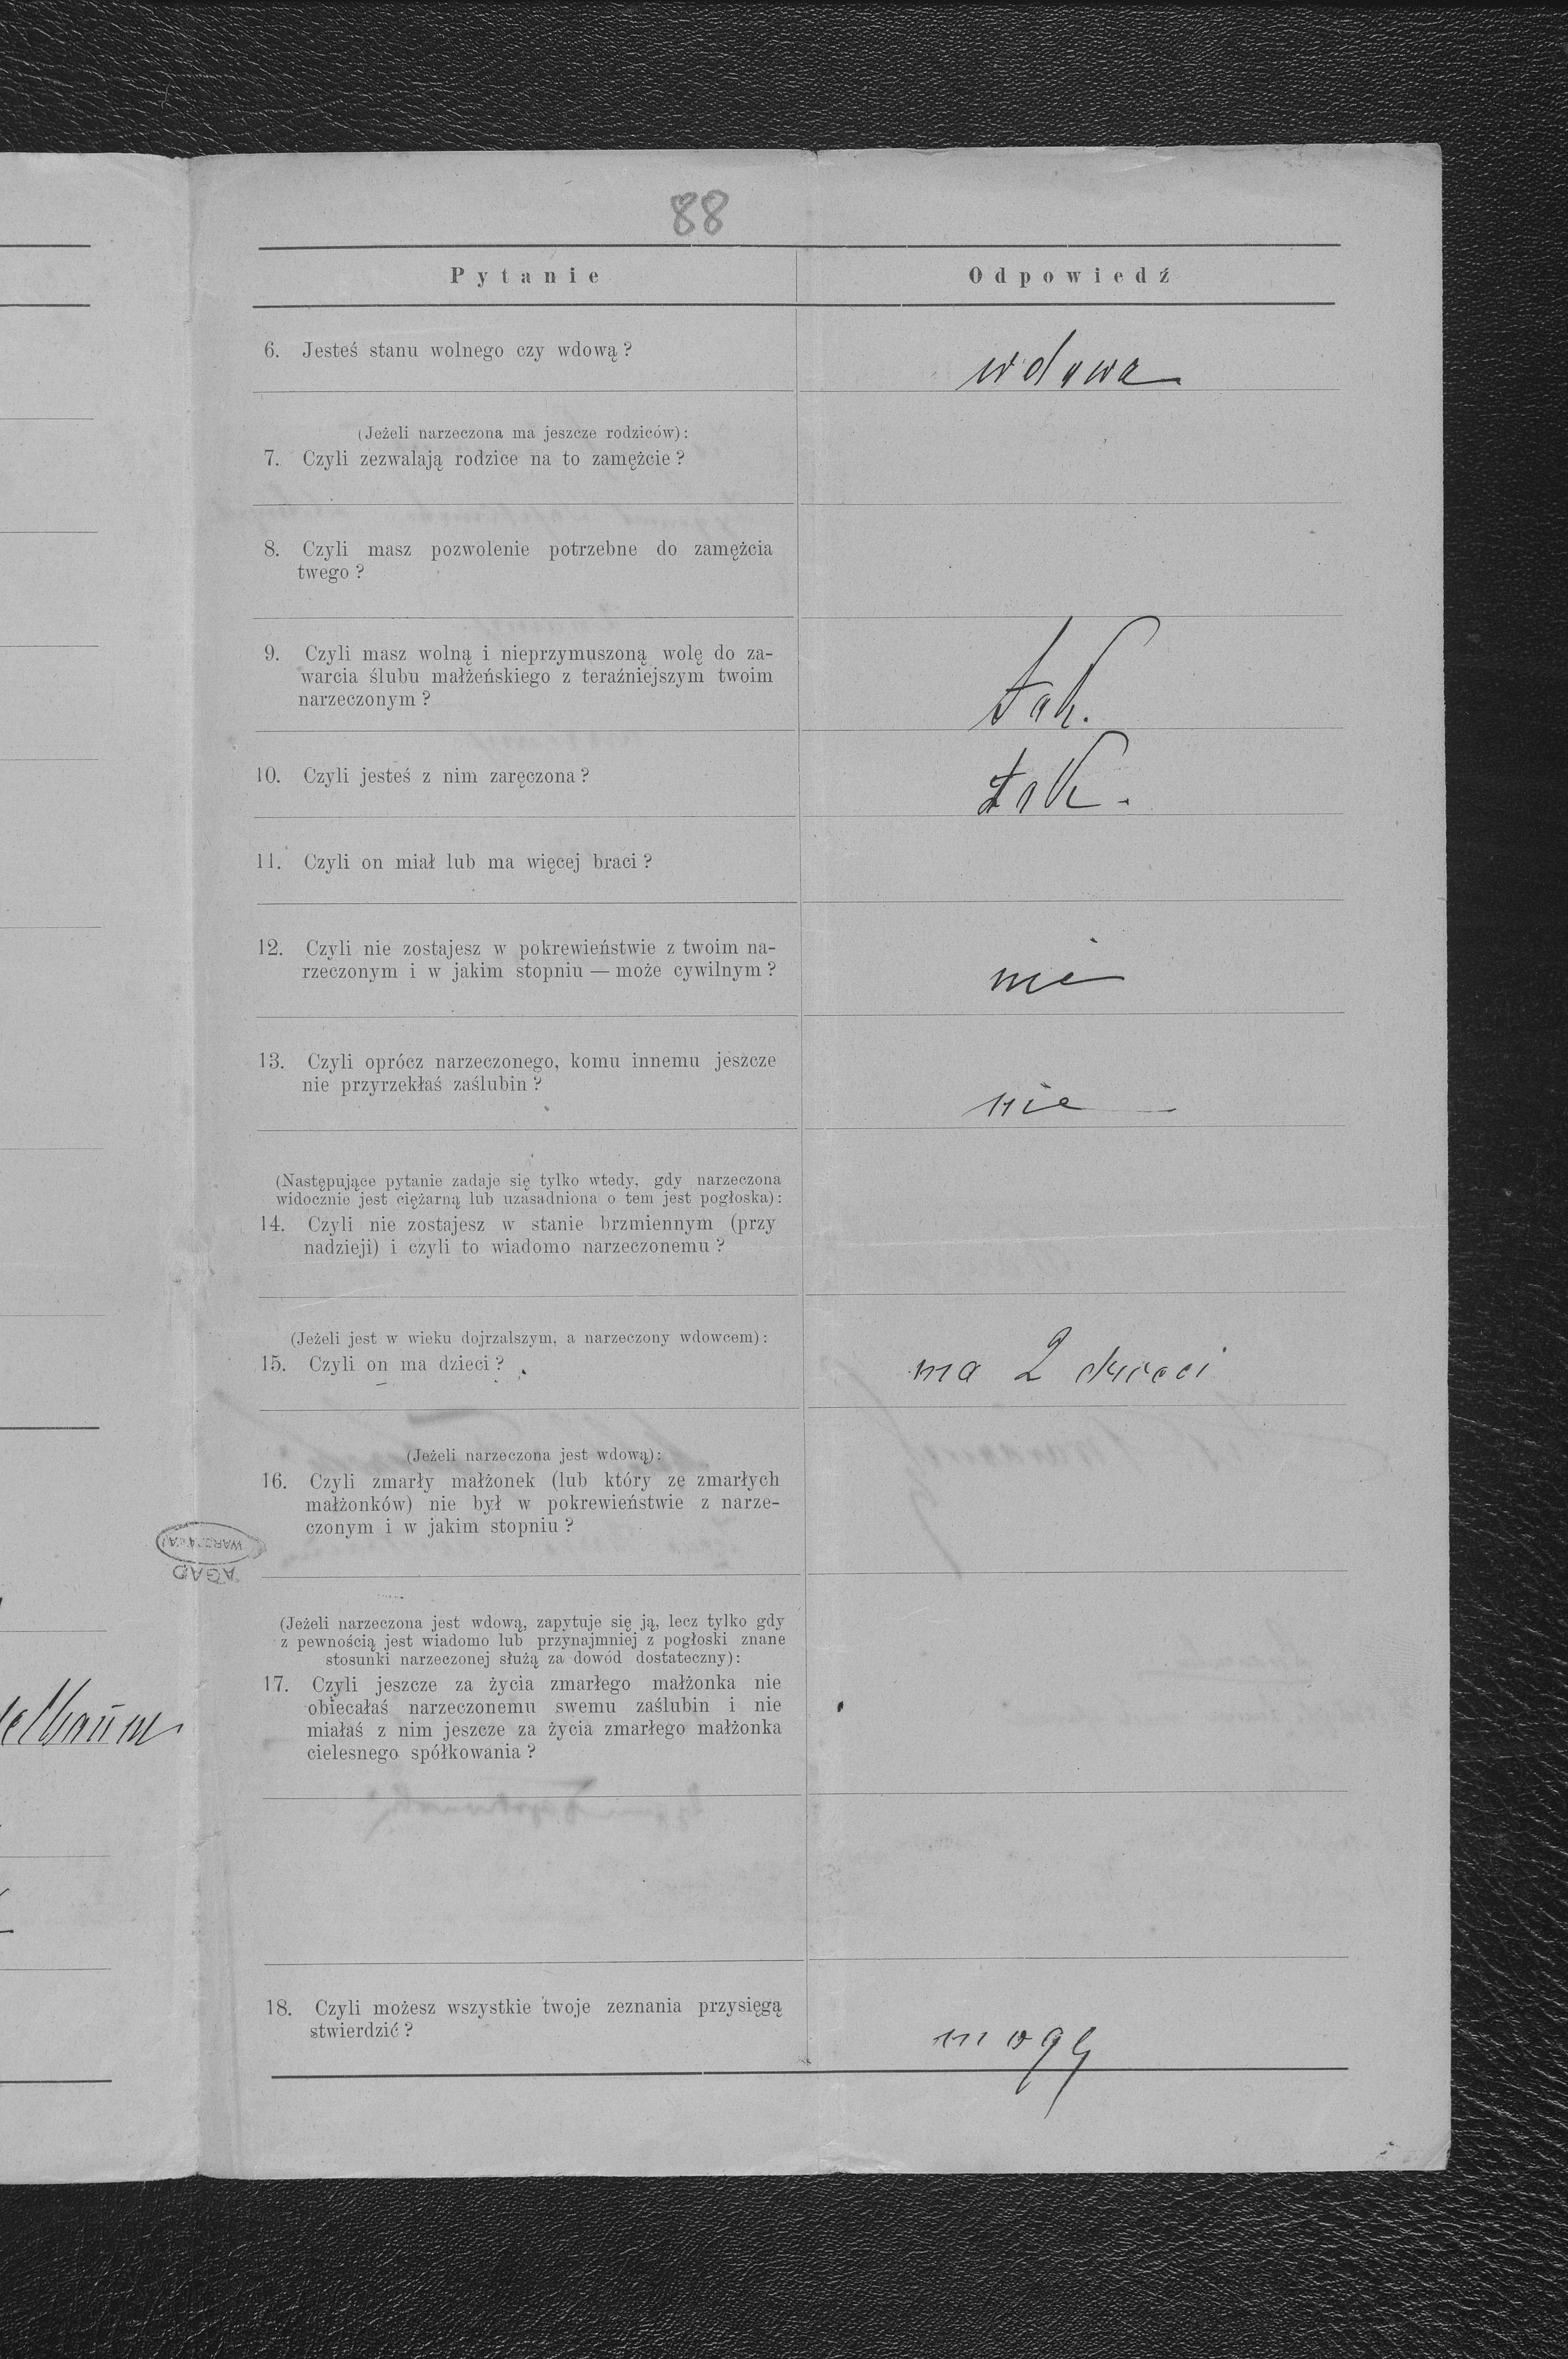 88
Pytanie
Odpowiedź
6. Jesteś stanu wolnego czy wdową?
wdowa
(Jeżeli narzeczona ma jeszcze rodziców):
7. Czyli zezwalają rodzice na to zamężcie?
8. Czyli masz pozwolenie potrzebne do zamężcia
twego?
9. Czyli masz wolną i nieprzymuszoną wolę do za-
warcia ślubu małżeńskiego z teraźniejszym twoim
narzeczonym?
tak.
10. Czyli jesteś z nim zaręczona?
tak.
11. Czyli on miał lub ma więcej braci?
12. Czyli nie zostajesz w pokrewieństwie z twoim na-
rzeczonym i w jakim stopniu — może cywilnym?
nie
13. Czyli oprócz narzeczonego, komu innemu jeszcze
nie przyrzekłaś zaślubin?
nie
(Następujące pytanie zadaje się tylko wtedy, gdy narzeczona
widocznie jest ciężarną lub uzasadniona o tem jest pogłoska):
14. Czyli nie zostajesz w stanie brzmiennym (przy
nadzieji) i czyli to wiadomo narzeczonemu?
(Jeżeli jest w wieku dojrzalszym, a narzeczony wdowcem):
15. Czyli on ma dzieci?
ma 2 dzieci
(Jeżeli narzeczona jest wdową):
16. Czyli zmarły małżonek (lub który ze zmarłych
małżonków) nie był w pokrewieństwie z narze-
czonym i w jakim stopniu?
WARSZAWA
AGAD
(Jeżeli narzeczona jest wdową, zapytuje się ją, lecz tylko gdy
z pewnością jest wiadomo lub przynajmniej z pogłoski znane
stosunki narzeczonej służą za dowód dostateczny):
17. Czyli jeszcze za życia zmarłego małżonka nie
obiecałaś narzeczonemu swemu zaślubin i nie
miałaś z nim jeszcze za życia zmarłego małżonka
cielesnego spółkowania?
18. Czyli możesz wszystkie twoje zeznania przysięgą
stwierdzić?
mogę